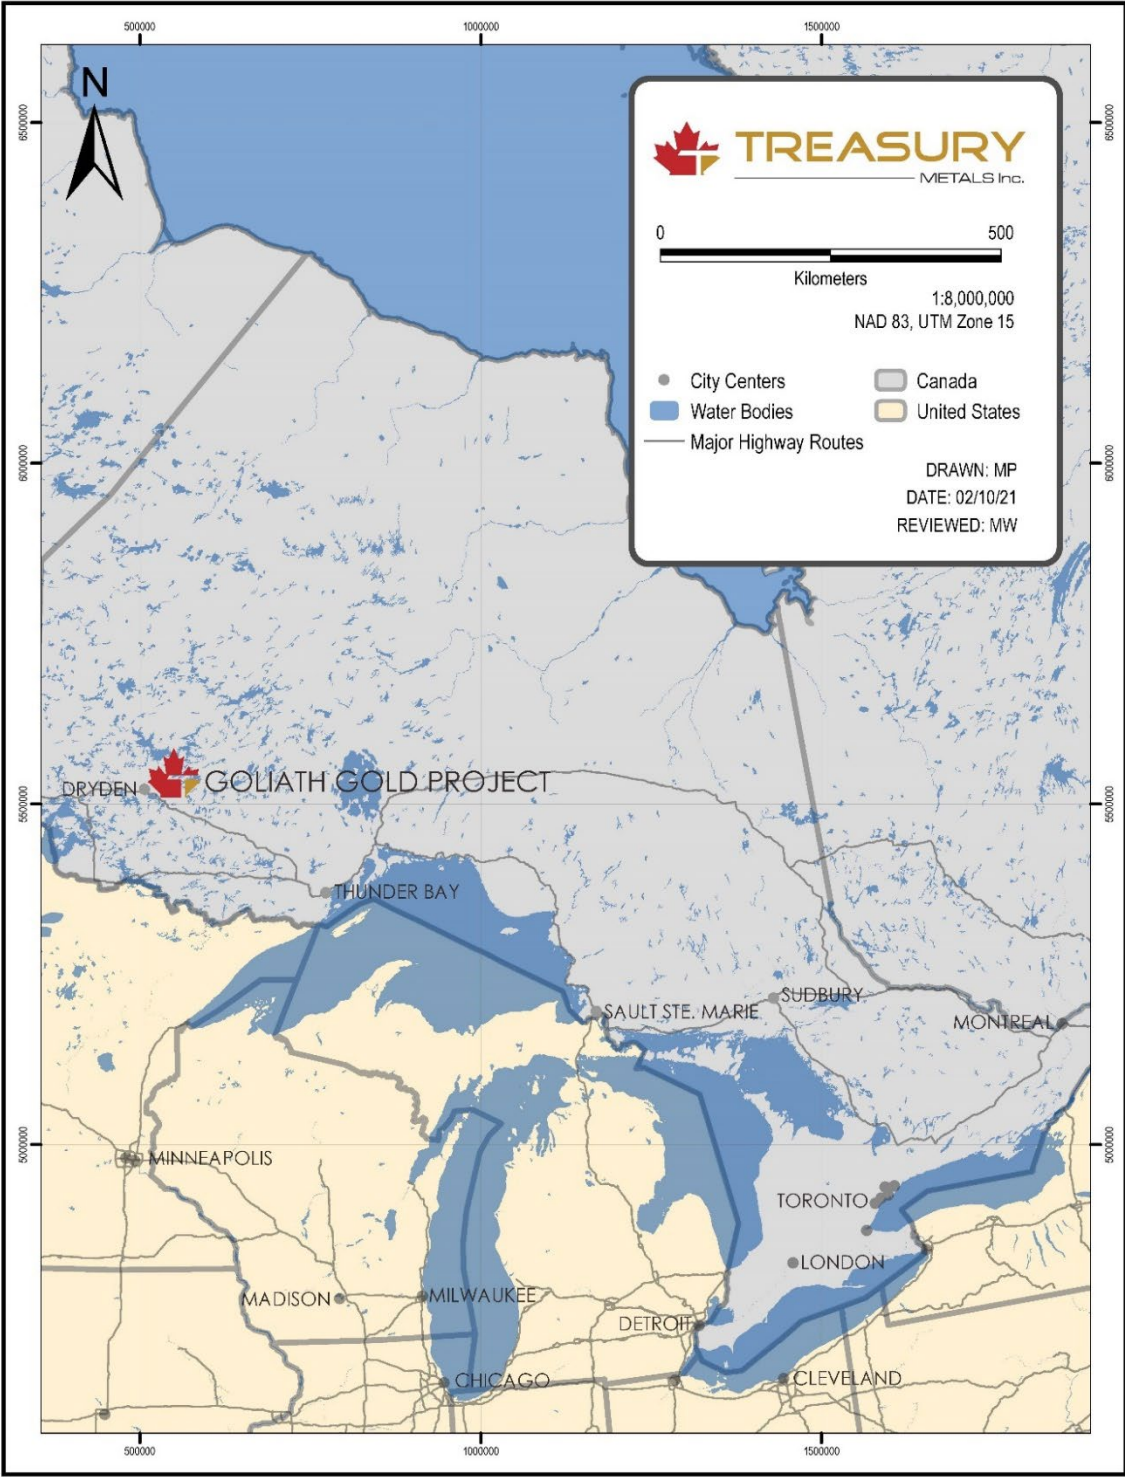 500000
1000000
1500000
N
6500000
6500000
TREASURY
METALS Inc.
0
500
Kilometers
1:8,000,000
NAD 83, UTM Zone 15
City Centers
Canada
Water Bodies
United States
Major Highway Routes
6000000
6000000
DRAWN: MP
DATE: 02/10/21
REVIEWED: MW
DRYDEN
GOLIATH GOLD PROJECT
5500000
5500000
THUNDER BAY
SUDBURY
SAULT STE. MARIE
MONTREAL
5000000
5000000
MINNEAPOLIS
TORONTO
LONDON
MADISON
MILWAUKEE
DETROIT
CHICAGO
CLEVELAND
500000
1000000
1500000